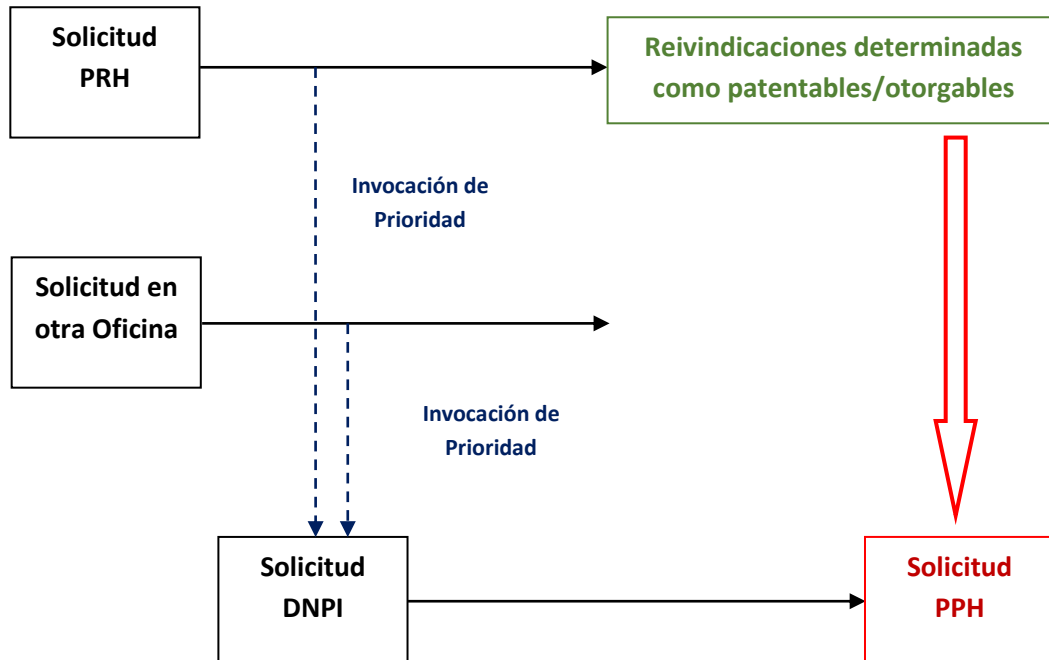 Solicitud
PRH
Reivindicaciones determinadas
como patentables/otorgables
Invocación de
Prioridad
Solicitud en
otra Oficina
Invocación de
Prioridad
Solicitud
DNPI
Solicitud
PPH